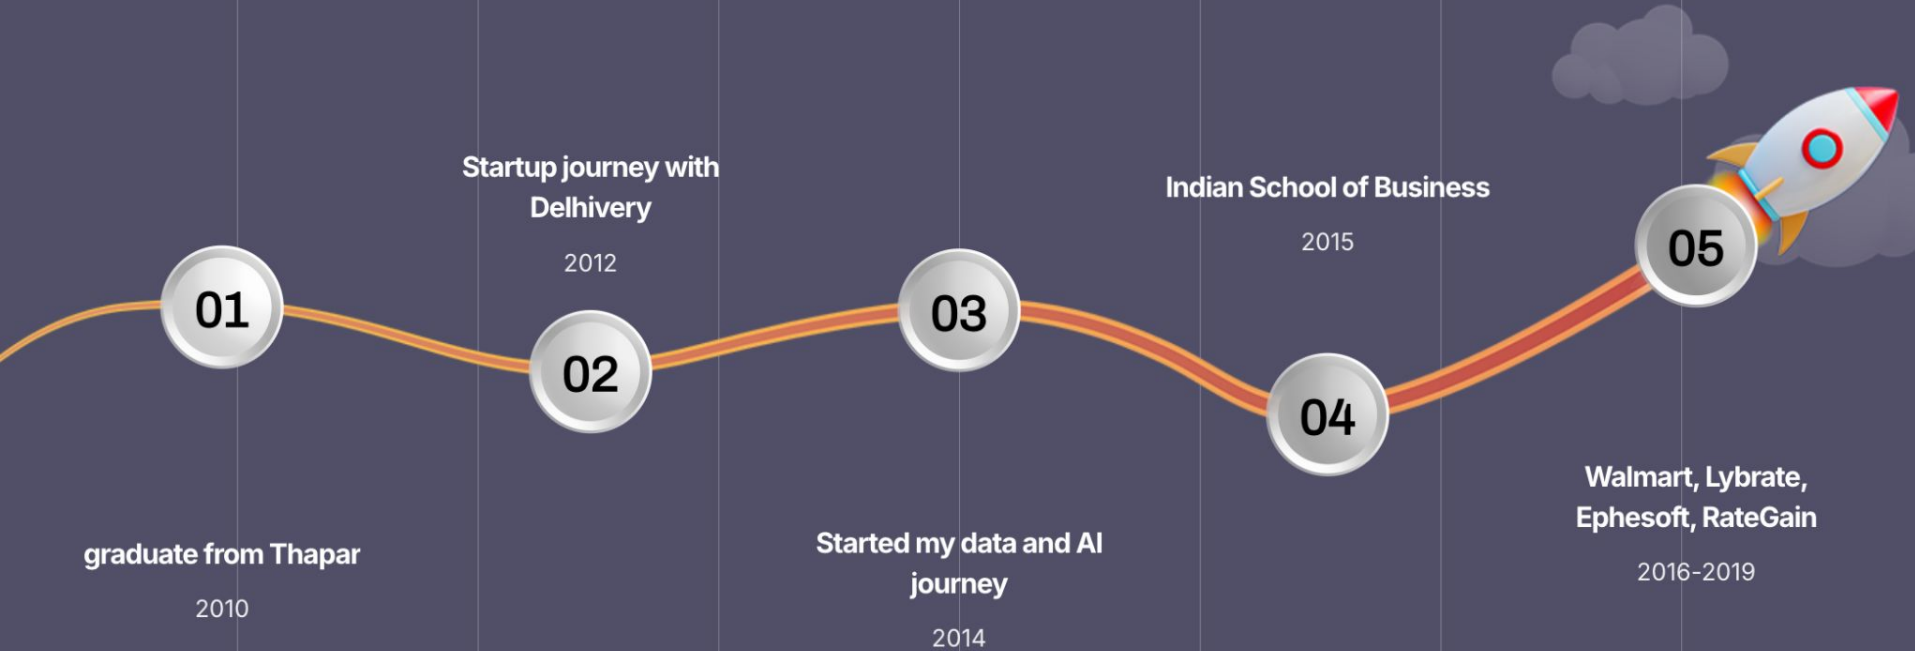 01
graduate from Thapar
2010
Startup journey with
Delhivery
2012
02
03
Started my data and AI
journey
2014
Indian School of Business
2015
04
05
Walmart, Lybrate,
Ephesoft, RateGain
2016-2019